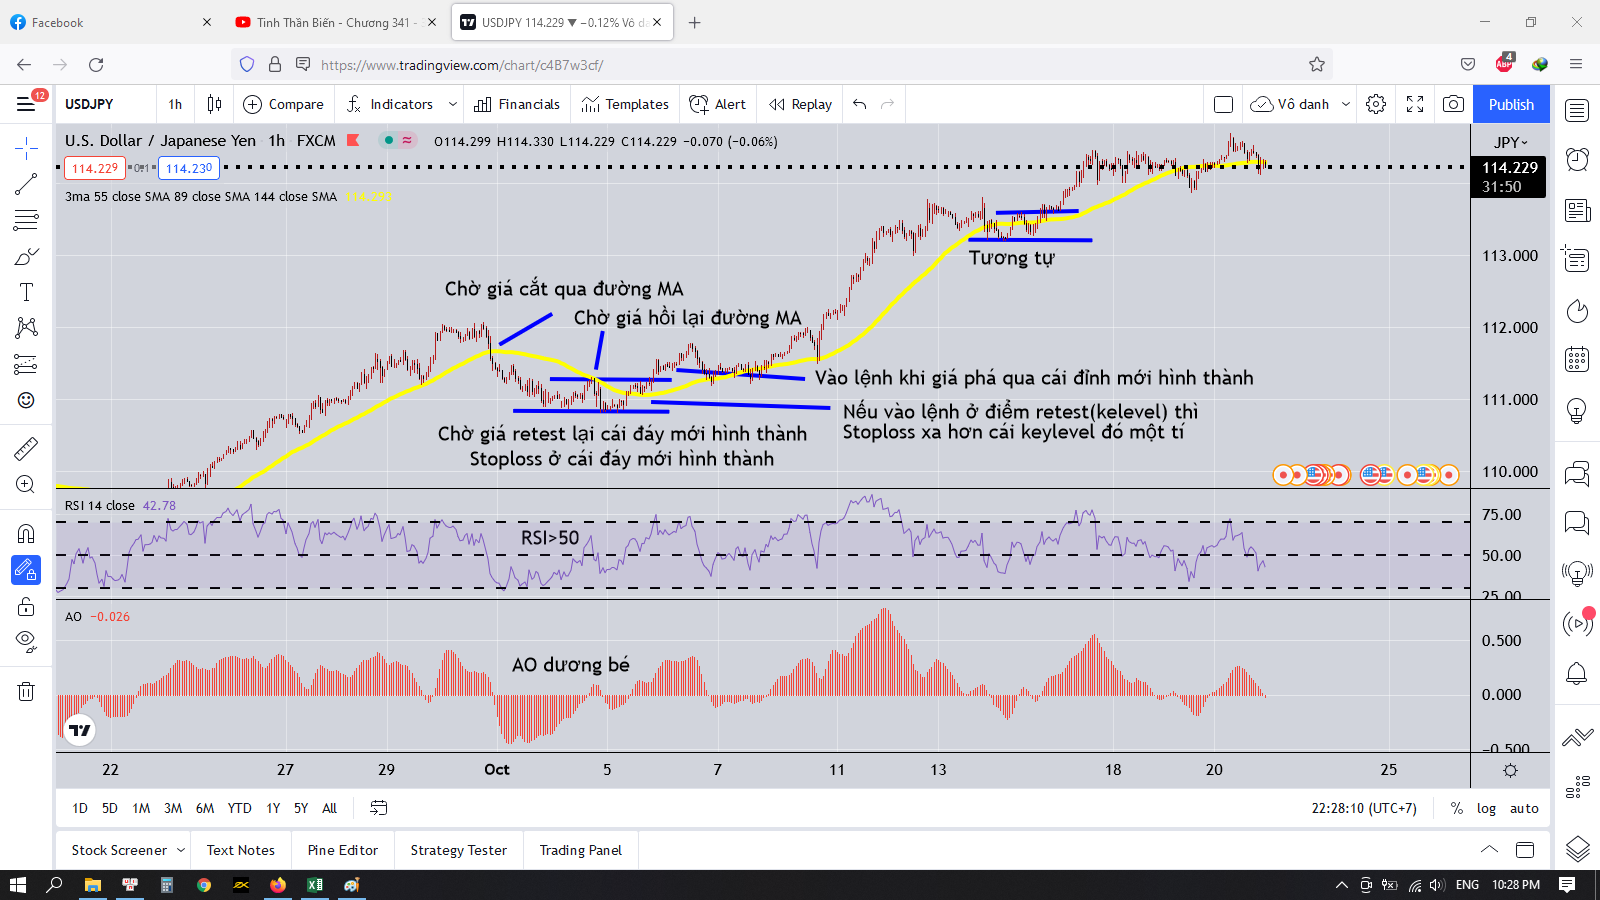 Facebook
Tinh Thần Biến - Chương 341 -
USDJPY 114.229 ▼ −0.12% Vô da
https://www.tradingview.com/chart/c4B7w3cf/
4
12
USDJPY
1h
Compare
Indicators
Financials
Templates
Alert
Replay
Vô danh
Publish
U.S. Dollar / Japanese Yen · 1h · FXCM
O114.299 H114.330 L114.229 C114.229 −0.070 (−0.06%)
JPY
114.229
0.1
114.230
114.229
31:50
3ma 55 close SMA 89 close SMA 144 close SMA 114.293
113.000
Tương tự
Chờ giá cắt qua đường MA
Chờ giá hồi lại đường MA
112.000
Vào lệnh khi giá phá qua cái đỉnh mới hình thành
111.000
Nếu vào lệnh ở điểm retest(kelevel) thì
Stoploss xa hơn cái keylevel đó một tí
Chờ giá retest lại cái đáy mới hình thành
Stoploss ở cái đáy mới hình thành
110.000
RSI 14 close 42.78
75.00
RSI>50
50.00
25.00
AO −0.026
0.500
AO dương bé
0.000
−0.500
22 27 29 Oct 5 7 11 13 18 20 25
1D 5D 1M 3M 6M YTD 1Y 5Y All
22:28:10 (UTC+7)
% log auto
Stock Screener
Text Notes
Pine Editor
Strategy Tester
Trading Panel
ENG
10:28 PM